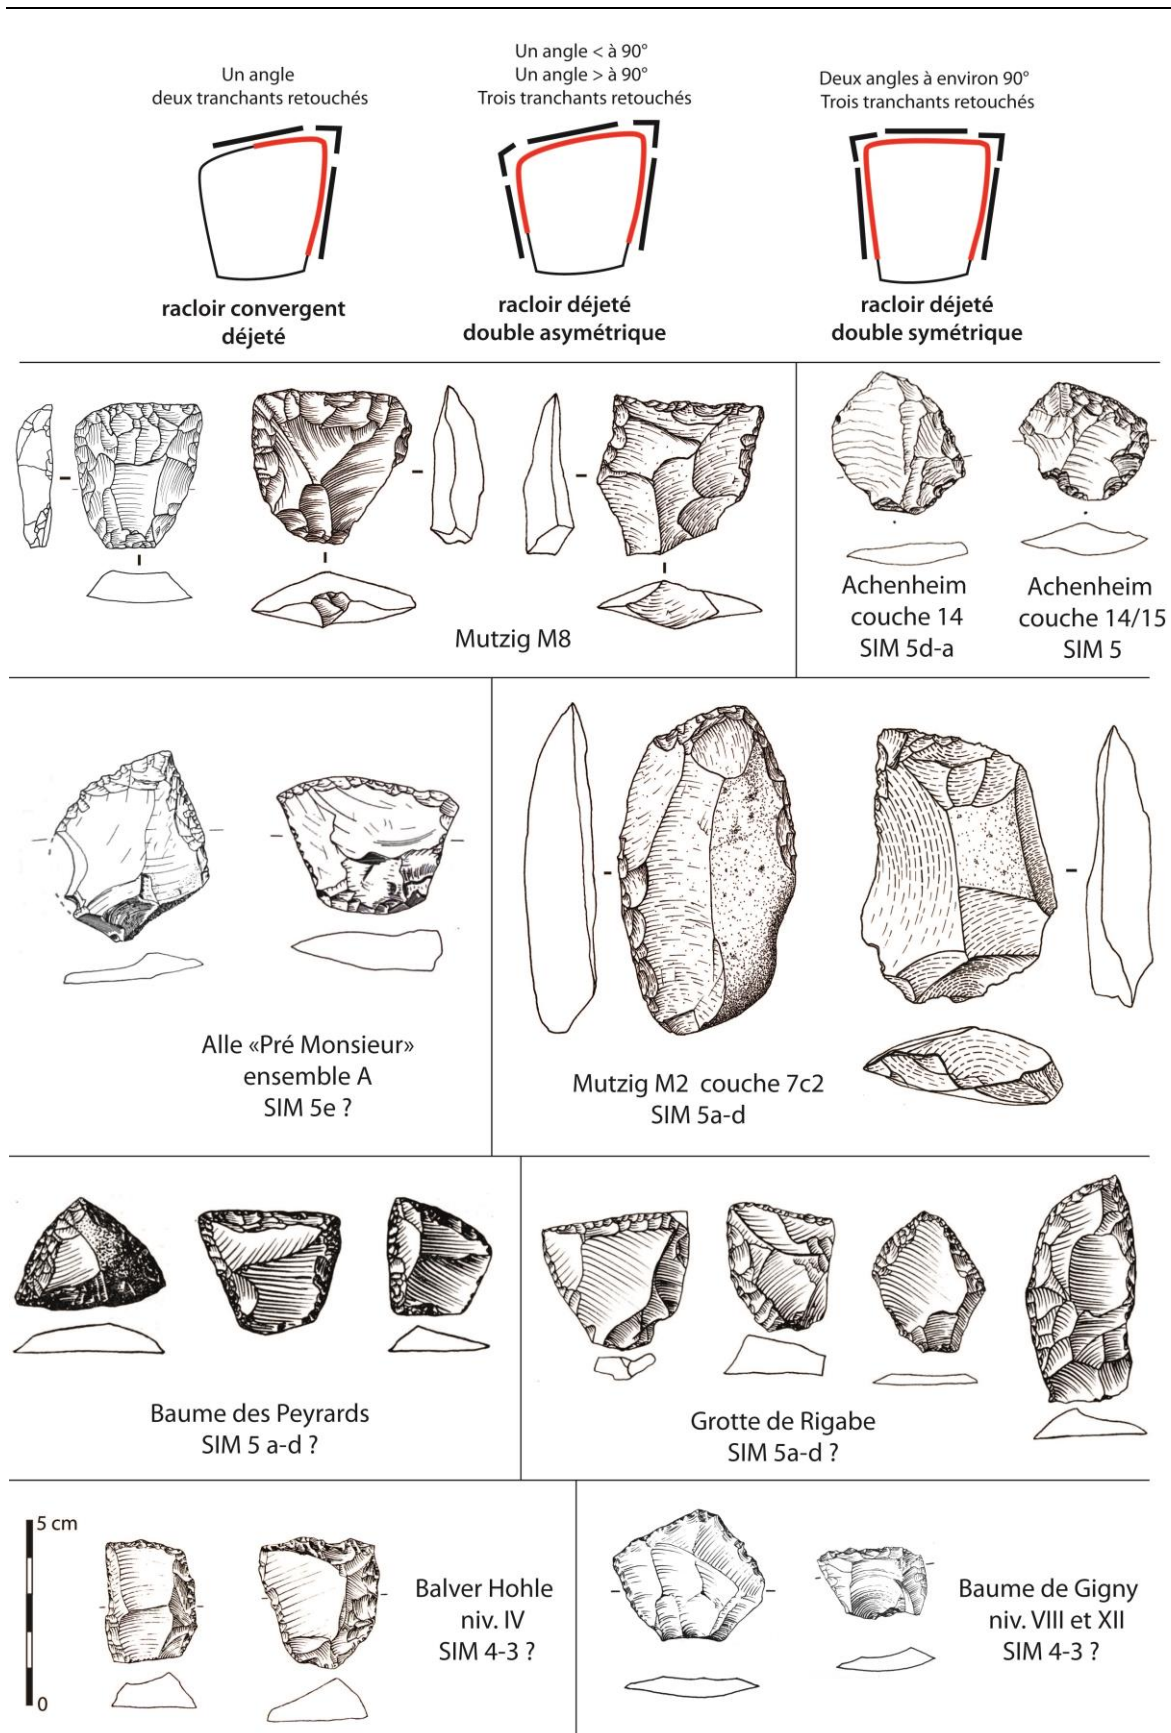 Un angle
deux tranchants retouchés
racloir convergent
déjeté
Un angle < à 90°
Un angle > à 90°
Trois tranchants retouchés
racloir déjeté
double asymétrique
Deux angles à environ 90°
Trois tranchants retouchés
racloir déjeté
double symétrique
Mutzig M8
Achenheim
couche 14
SIM 5d-a
Achenheim
couche 14/15
SIM 5
Alle «Pré Monsieur»
ensemble A
SIM 5e ?
Mutzig M2 couche 7c2
SIM 5a-d
Baume des Peyrards
SIM 5 a-d ?
Grotte de Rigabe
SIM 5a-d ?
5 cm
0
Balver Hohle
niv. IV
SIM 4-3 ?
Baume de Gigny
niv. VIII et XII
SIM 4-3 ?